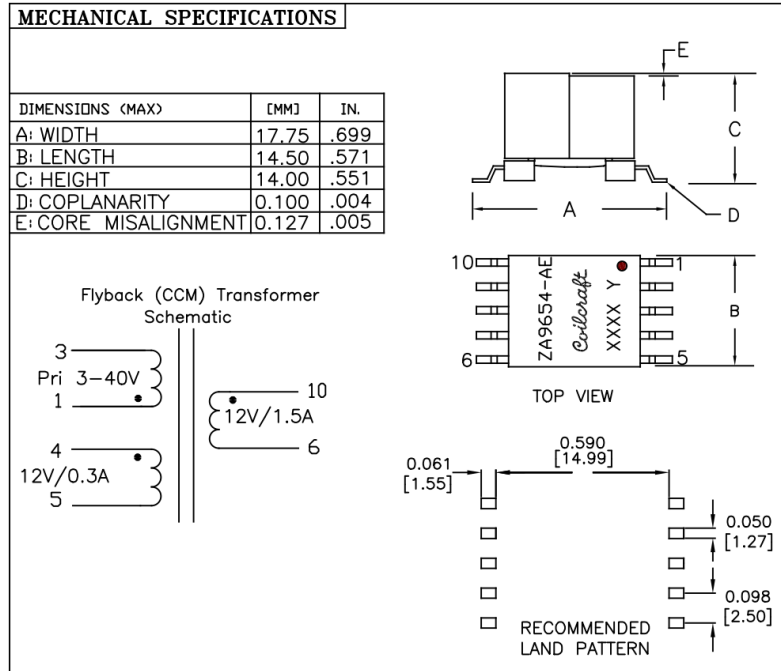 MECHANICAL SPECIFICATIONS
DIMENSIONS (MAX) [MM] IN.
A: WIDTH 17.75 .699
B: LENGTH 14.50 .571
C: HEIGHT 14.00 .551
D: COPLANARITY 0.100 .004
E: CORE MISALIGNMENT 0.127 .005
E
C
A
D
Flyback (CCM) Transformer
Schematic
3
Pri 3-40V
1
4
12V/0.3A
5
10
12V/1.5A
6
10
1
6
5
ZA9654-AE
Coilcraft
XXXX Y
B
TOP VIEW
0.061
[1.55]
0.590
[14.99]
0.050
[1.27]
0.098
[2.50]
RECOMMENDED
LAND PATTERN